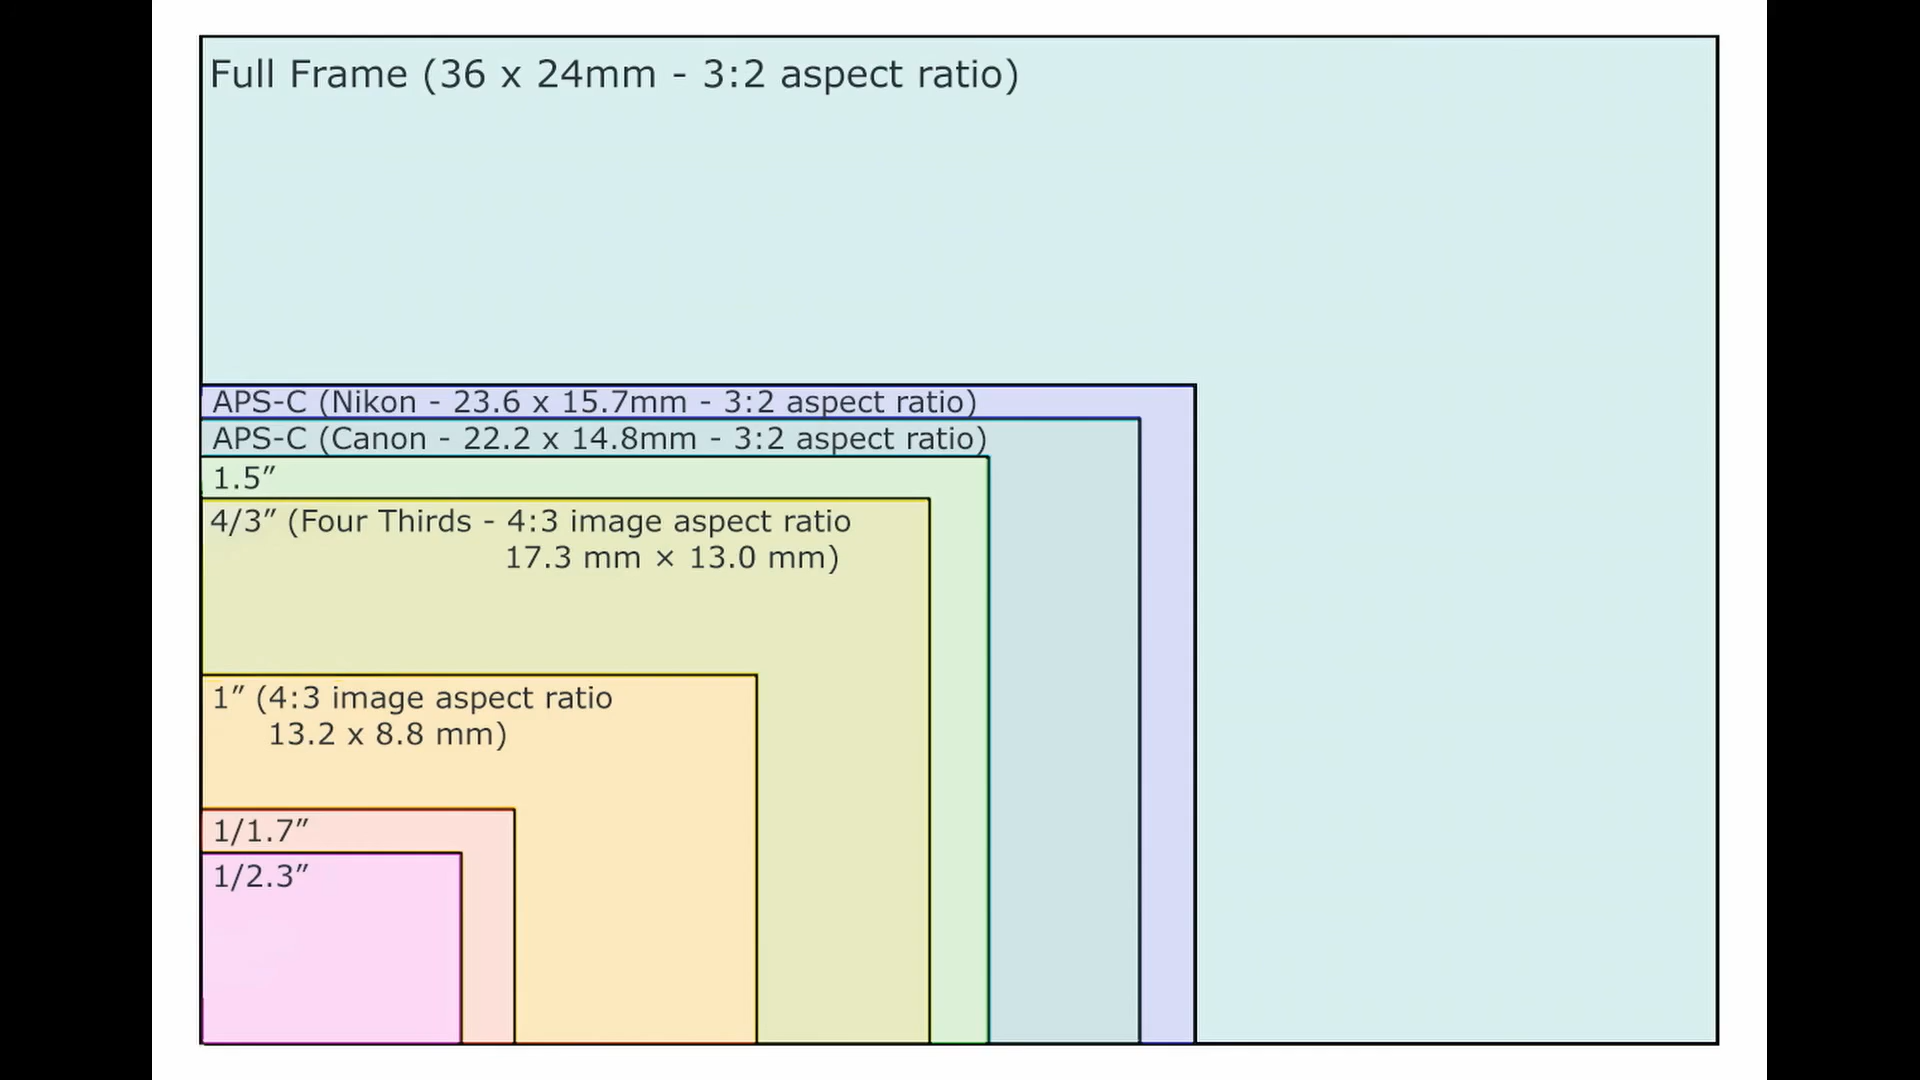 Full Frame (36 x 24mm - 3:2 aspect ratio)
APS-C (Nikon - 23.6 x 15.7mm - 3:2 aspect ratio)
APS-C (Canon - 22.2 x 14.8mm - 3:2 aspect ratio)
1.5”
4/3” (Four Thirds - 4:3 image aspect ratio
17.3 mm × 13.0 mm)
1” (4:3 image aspect ratio
13.2 x 8.8 mm)
1/1.7”
1/2.3”